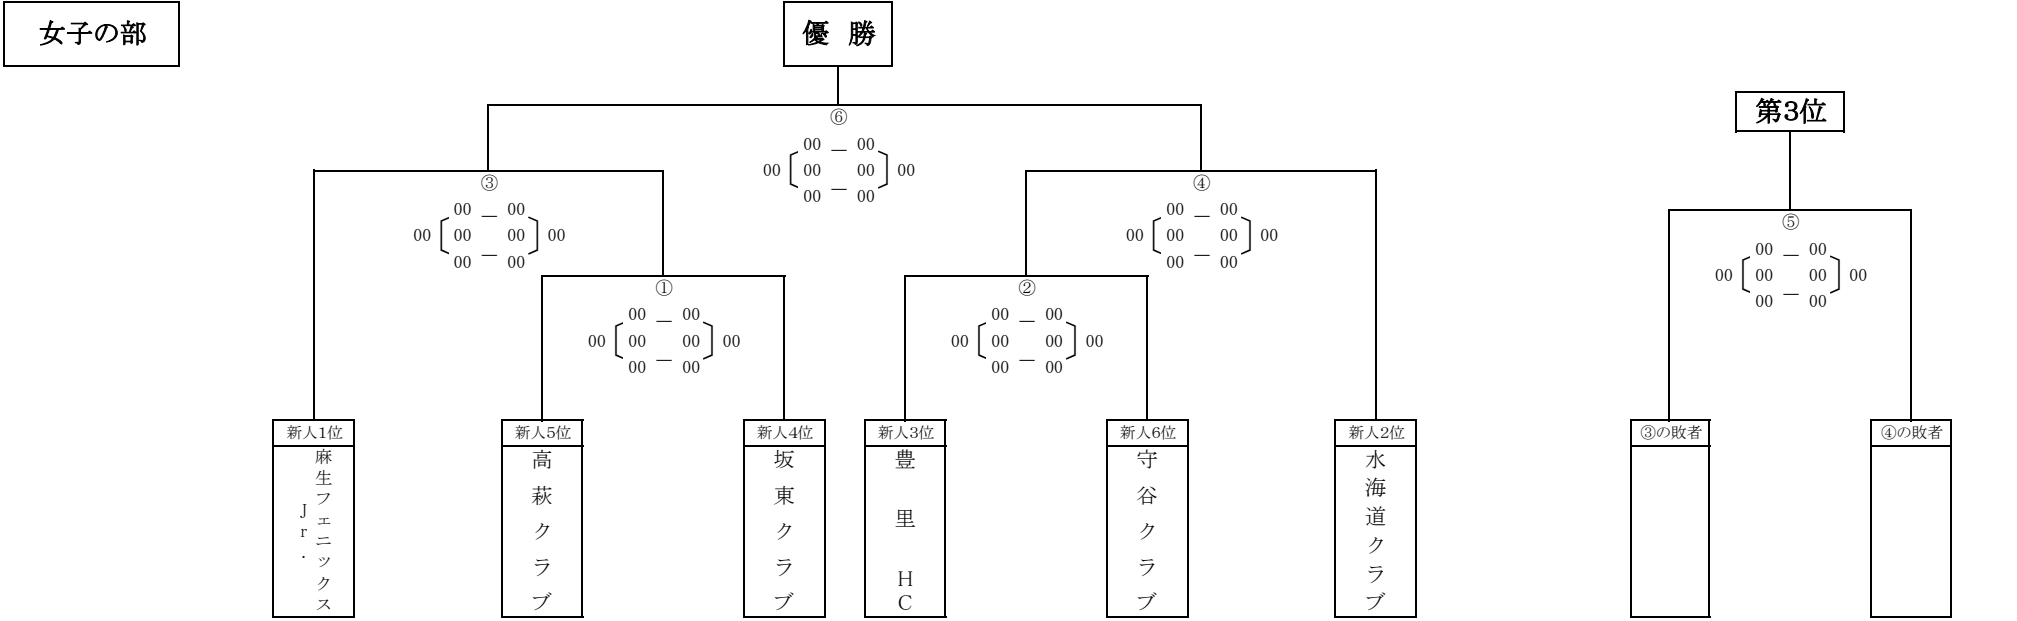 女子の部
優 勝
第3位
⑥
00 － 00
00 〔 00 00 〕 00
00 － 00
③
00 － 00
00 〔 00 00 〕 00
00 － 00
④
00 － 00
00 〔 00 00 〕 00
00 － 00
⑤
00 － 00
00 〔 00 00 〕 00
00 － 00
①
00 － 00
00 〔 00 00 〕 00
00 － 00
②
00 － 00
00 〔 00 00 〕 00
00 － 00
新人1位
麻生フェニックス
Jr.
新人5位
高萩クラブ
新人4位
坂東クラブ
新人3位
豊里HC
新人6位
守谷クラブ
新人2位
水海道クラブ
③の敗者
④の敗者